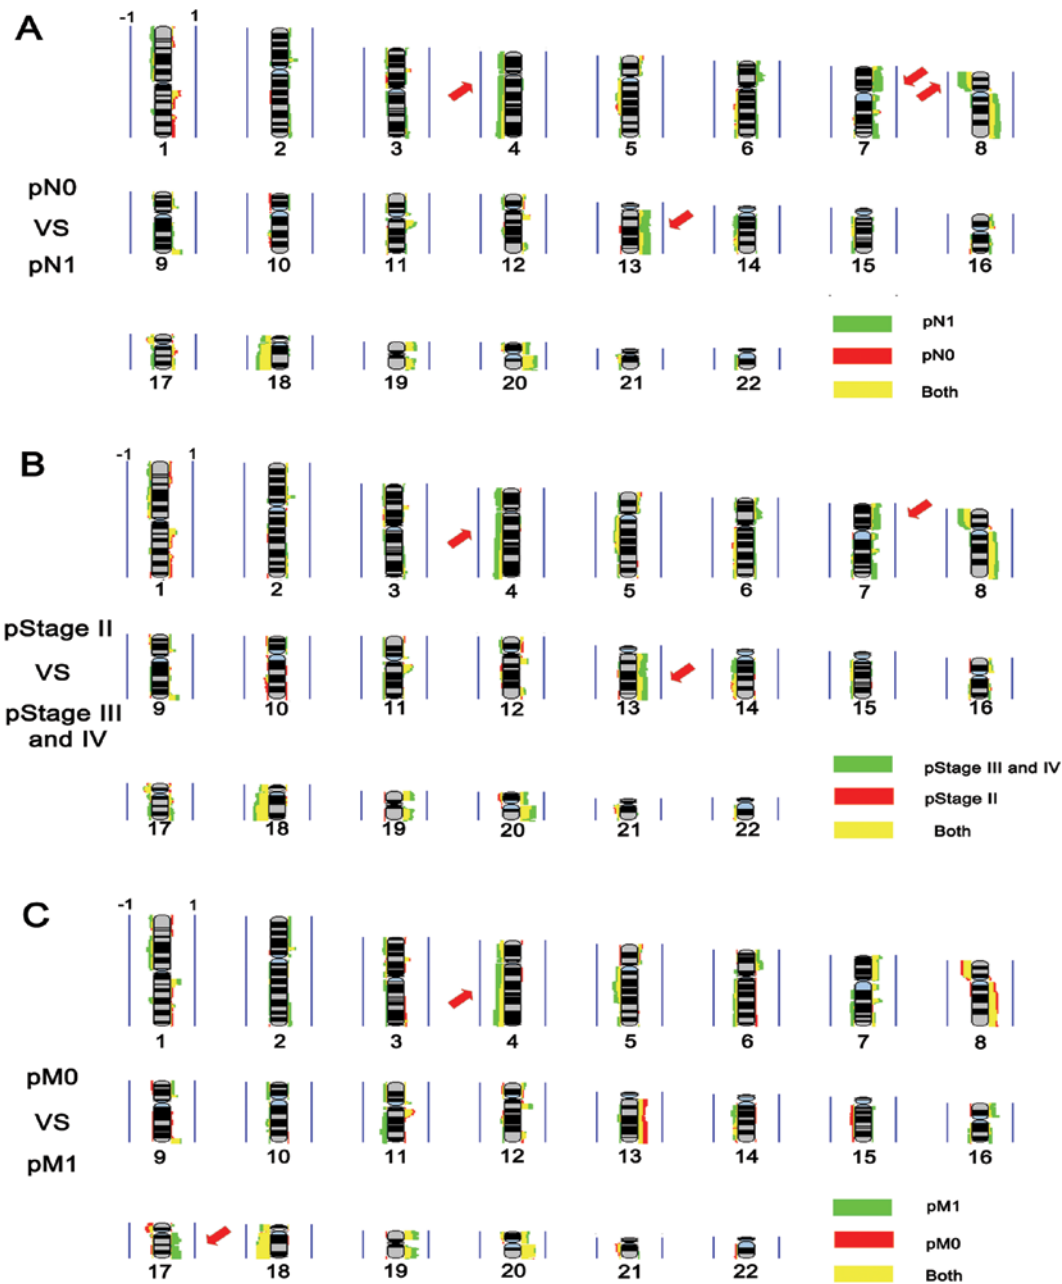 A
-1 1
1 2 3 4 5 6 7 8
pN0
VS
pN1
9 10 11 12 13 14 15 16
17 18 19 20 21 22
pN1
pN0
Both
B
-1 1
1 2 3 4 5 6 7 8
pStage II
VS
pStage III
and IV
9 10 11 12 13 14 15 16
17 18 19 20 21 22
pStage III and IV
pStage II
Both
C
-1 1
1 2 3 4 5 6 7 8
pM0
VS
pM1
9 10 11 12 13 14 15 16
17 18 19 20 21 22
pM1
pM0
Both